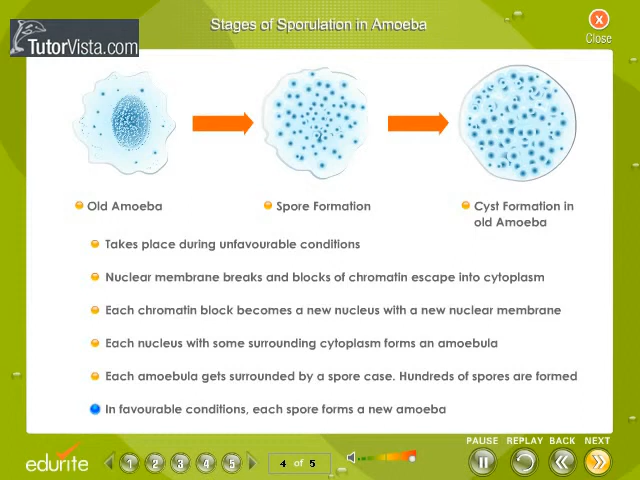 Stages of Sporulation in Amoeba
x
Close
TutorVista.com
Old Amoeba
Spore Formation
Cyst Formation in
old Amoeba
Takes place during unfavourable conditions
Nuclear membrane breaks and blocks of chromatin escape into cytoplasm
Each chromatin block becomes a new nucleus with a new nuclear membrane
Each nucleus with some surrounding cytoplasm forms an amoebula
Each amoebula gets surrounded by a spore case. Hundreds of spores are formed
In favourable conditions, each spore forms a new amoeba
PAUSE REPLAY BACK NEXT
edurite
1 2 3 4 5
4 of 5